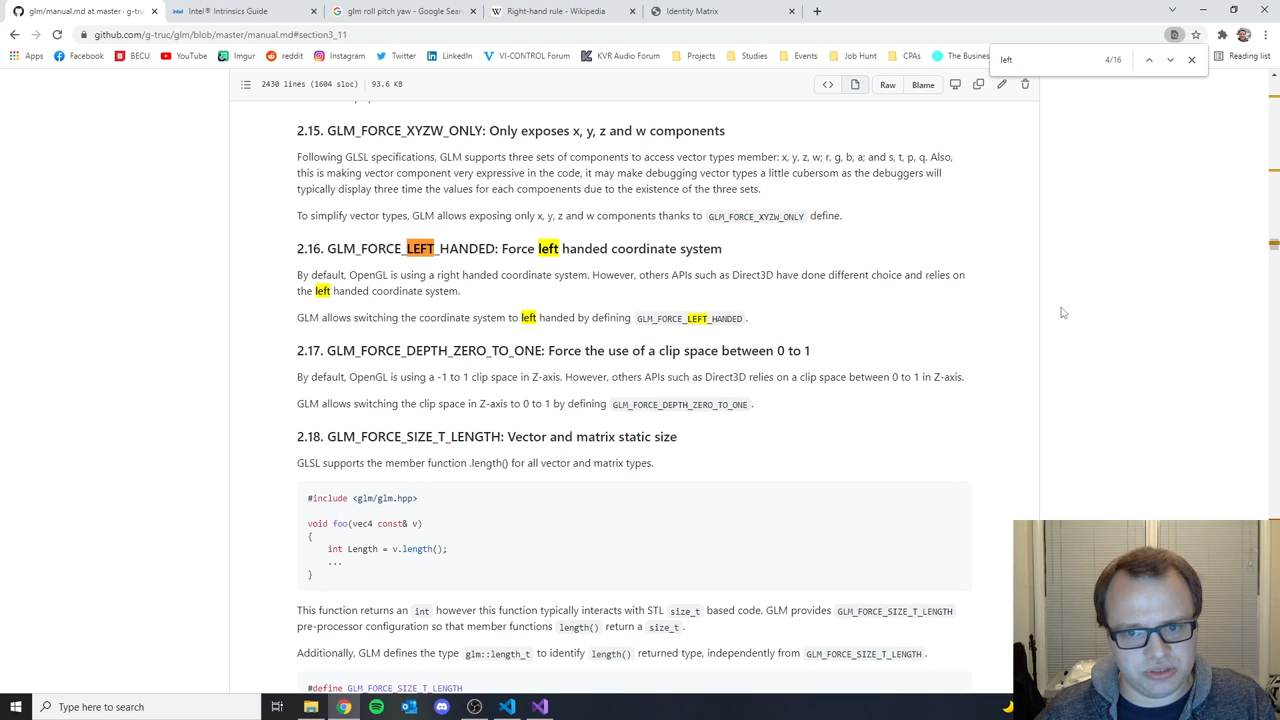 glm/manual.md at master · g-truc
Intel® Intrinsics Guide
glm roll pitch yaw - Google Sear
Right-hand rule - Wikipedia
Identity Matrix
github.com/g-truc/glm/blob/master/manual.md#section3_11
Apps
Facebook
BECU
YouTube
Imgur
reddit
Instagram
Twitter
LinkedIn
VI-CONTROL Forum
KVR Audio Forum
Projects
Studies
Events
Job Hunt
CPAs
The Business
Reading list
left
4/16
2430 lines (1604 sloc)
93.6 KB
Raw
Blame
2.15. GLM_FORCE_XYZW_ONLY: Only exposes x, y, z and w components
Following GLSL specifications, GLM supports three sets of components to access vector types member: x, y, z, w; r, g, b, a; and s, t, p, q. Also,
this is making vector component very expressive in the code, it may make debugging vector types a little cubersom as the debuggers will
typically display three time the values for each compoenents due to the existence of the three sets.
To simplify vector types, GLM allows exposing only x, y, z and w components thanks to GLM_FORCE_XYZW_ONLY define.
2.16. GLM_FORCE_LEFT_HANDED: Force left handed coordinate system
By default, OpenGL is using a right handed coordinate system. However, others APIs such as Direct3D have done different choice and relies on
the left handed coordinate system.
GLM allows switching the coordinate system to left handed by defining GLM_FORCE_LEFT_HANDED.
2.17. GLM_FORCE_DEPTH_ZERO_TO_ONE: Force the use of a clip space between 0 to 1
By default, OpenGL is using a -1 to 1 clip space in Z-axis. However, others APIs such as Direct3D relies on a clip space between 0 to 1 in Z-axis.
GLM allows switching the clip space in Z-axis to 0 to 1 by defining GLM_FORCE_DEPTH_ZERO_TO_ONE.
2.18. GLM_FORCE_SIZE_T_LENGTH: Vector and matrix static size
GLSL supports the member function .length() for all vector and matrix types.
#include <glm/glm.hpp>
void foo(vec4 const& v)
{
int Length = v.length();
...
}
This function returns an int however this function typically interacts with STL size_t based code. GLM provides GLM_FORCE_SIZE_T_LENGTH
pre-processor configuration so that member functions length() return a size_t.
Additionally, GLM defines the type glm::length_t to identify length() returned type, independently from GLM_FORCE_SIZE_T_LENGTH.
#define GLM_FORCE_SIZE_T_LENGTH
Type here to search